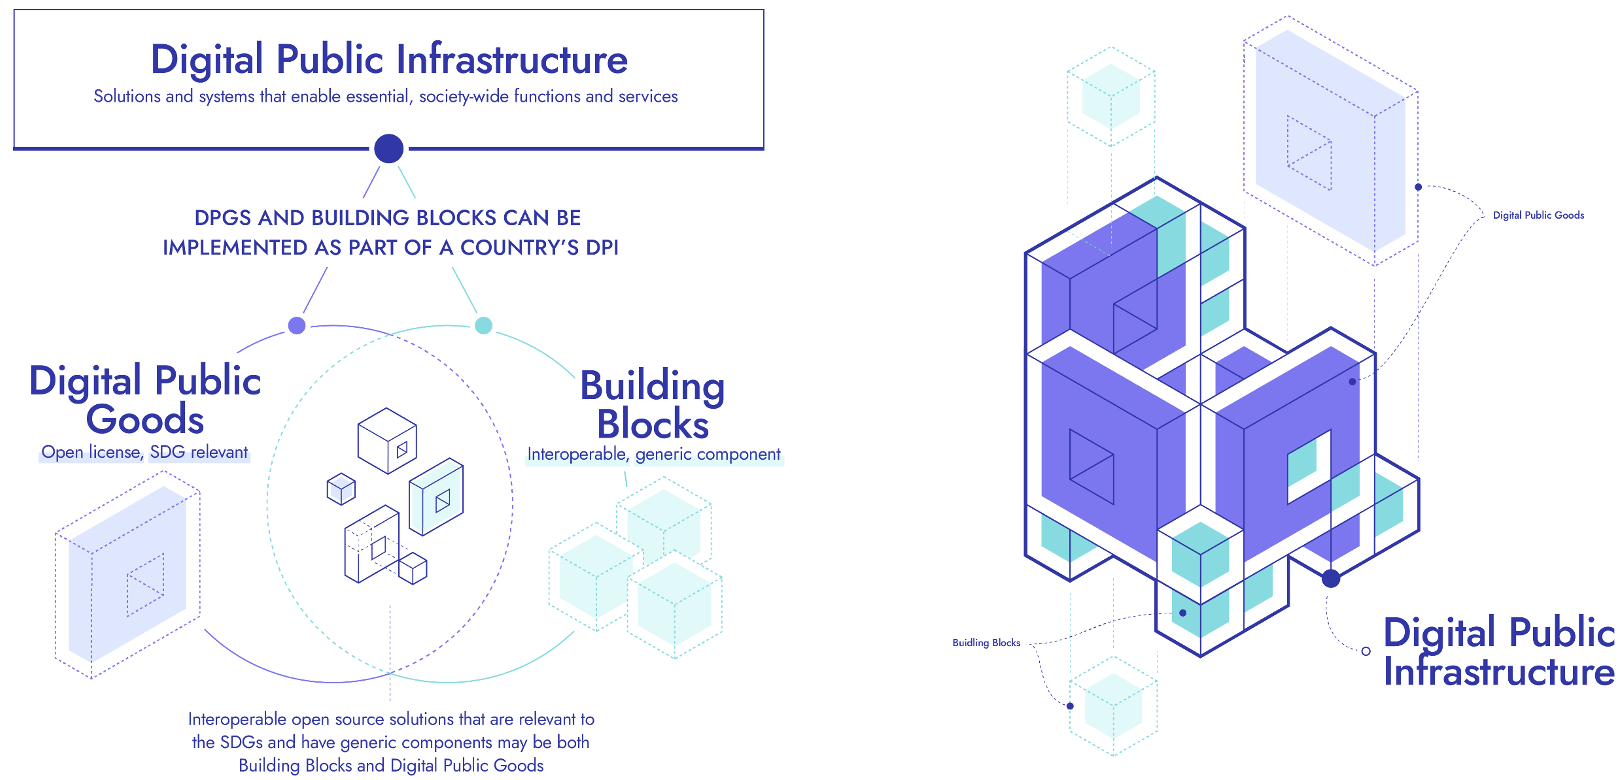 Digital Public Infrastructure
Solutions and systems that enable essential, society-wide functions and services
DPGS AND BUILDING BLOCKS CAN BE
IMPLEMENTED AS PART OF A COUNTRY'S DPI
Digital Public
Goods
Open license, SDG relevant
Building
Blocks
Interoperable, generic component
Interoperable open source solutions that are relevant to
the SDGs and have generic components may be both
Building Blocks and Digital Public Goods
Digital Public Goods
Buidling Blocks
Digital Public
Infrastructure